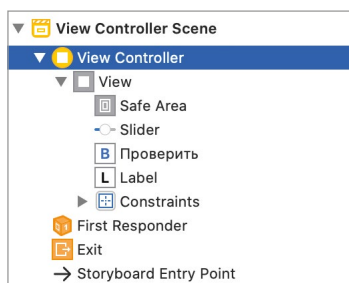 View Controller Scene
View Controller
View
Safe Area
Slider
B Проверить
L Label
Constraints
First Responder
Exit
Storyboard Entry Point